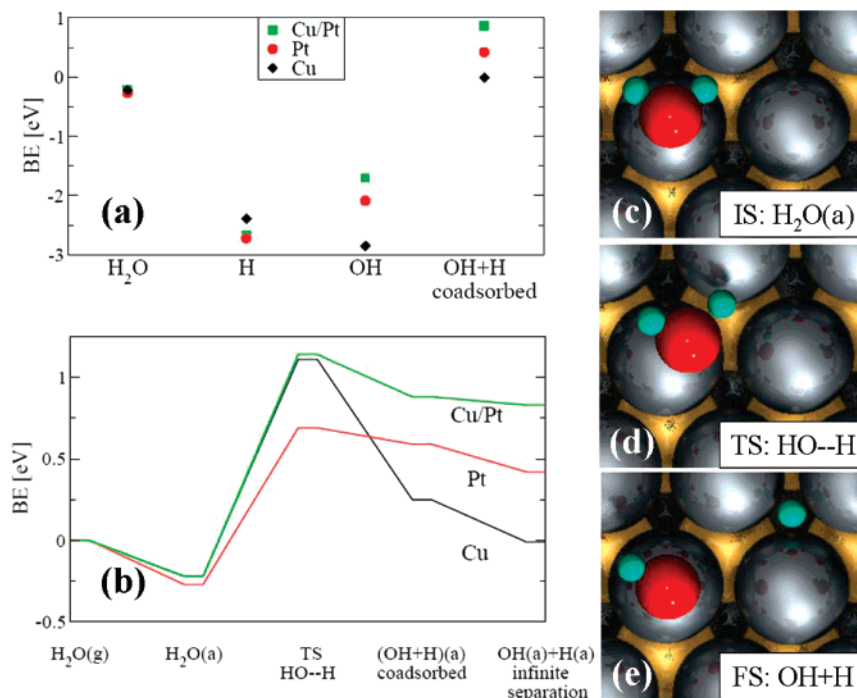 (a)
BE [eV]
1
0
-1
-2
-3
Cu/Pt
Pt
Cu
H₂O H OH OH+H
coadsorbed
(b)
BE [eV]
1
0.5
0
-0.5
Cu/Pt
Pt
Cu
H₂O(g) H₂O(a) TS (OH+H)(a) OH(a)+H(a)
HO--H coadsorbed infinite
separation
(c)
IS: H₂O(a)
(d)
TS: HO--H
(e)
FS: OH+H